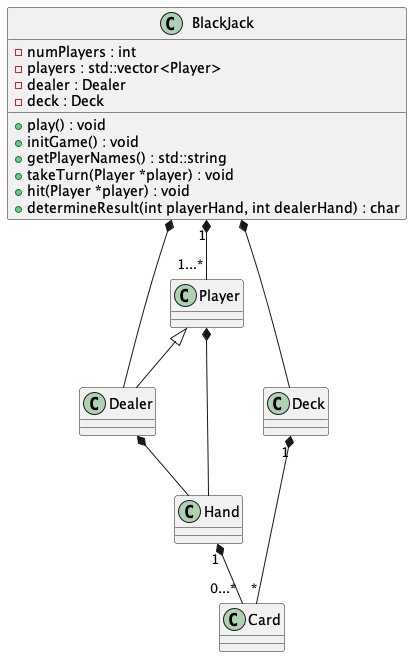 C BlackJack
numPlayers : int
players : std::vector<Player>
dealer : Dealer
deck : Deck
play() : void
initGame() : void
getPlayerNames() : std::string
takeTurn(Player *player) : void
hit(Player *player) : void
determineResult(int playerHand, int dealerHand) : char
1
1...*
C Player
C Dealer
C Deck
1
C Hand
1
0...*
*
C Card